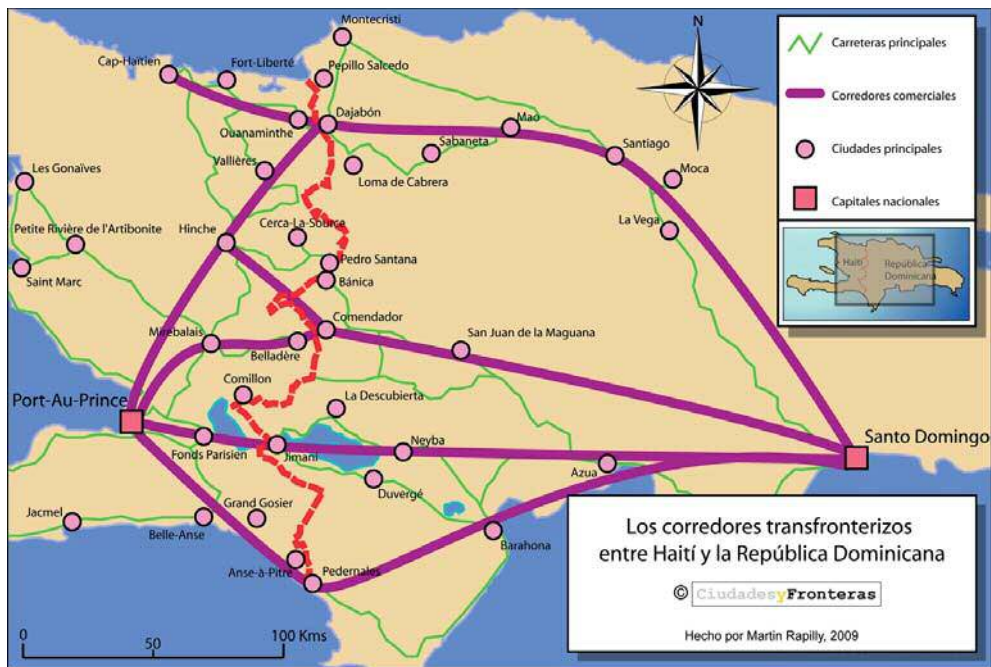 Montecristi
N
Carreteras principales
Cap-Haïtien
Fort-Liberté
Pepillo Salcedo
Corredores comerciales
Dajabón
Mao
Ouanaminthe
Sabaneta
Santiago
Ciudades principales
Vallières
Loma de Cabrera
Moca
Les Gonaïves
Capitales nacionales
Petite Rivière de l'Artibonite
Hinche
Cerca-La-Source
La Vega
Pedro Santana
Haití
República
Dominicana
Saint Marc
Bánica
Comendador
Mirebalais
San Juan de la Maguana
Belladère
Cornillon
Port-Au-Prince
La Descubierta
Santo Domingo
Fonds Parisien
Jimani
Neyba
Azua
Duvergé
Jacmel
Grand Gosier
Belle-Anse
Barahona
Los corredores transfronterizos
entre Haití y la República Dominicana
Anse-à-Pitre
Pedernales
© CiudadesyFronteras
Hecho por Martin Rapilly, 2009
0
50
100 Kms